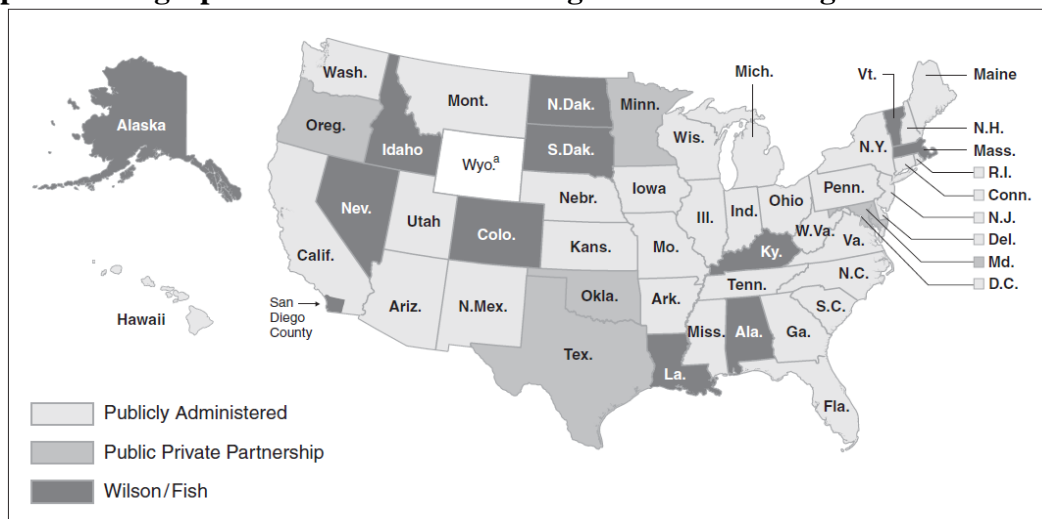 Wash.
Mont.
N.Dak.
Minn.
Mich.
Vt.
Maine
Alaska
Oreg.
Idaho
S.Dak.
Wis.
N.Y.
N.H.
Mass.
Wyo.ᵃ
R.I.
Nev.
Utah
Colo.
Nebr.
Iowa
Ill.
Ind.
Ohio
Penn.
Conn.
N.J.
Calif.
Kans.
Mo.
Ky.
W.Va.
Va.
Del.
Md.
D.C.
San
Diego
County
Hawaii
Ariz.
N.Mex.
Okla.
Ark.
Tenn.
N.C.
S.C.
Tex.
La.
Miss.
Ala.
Ga.
Fla.
Publicly Administered
Public Private Partnership
Wilson/Fish